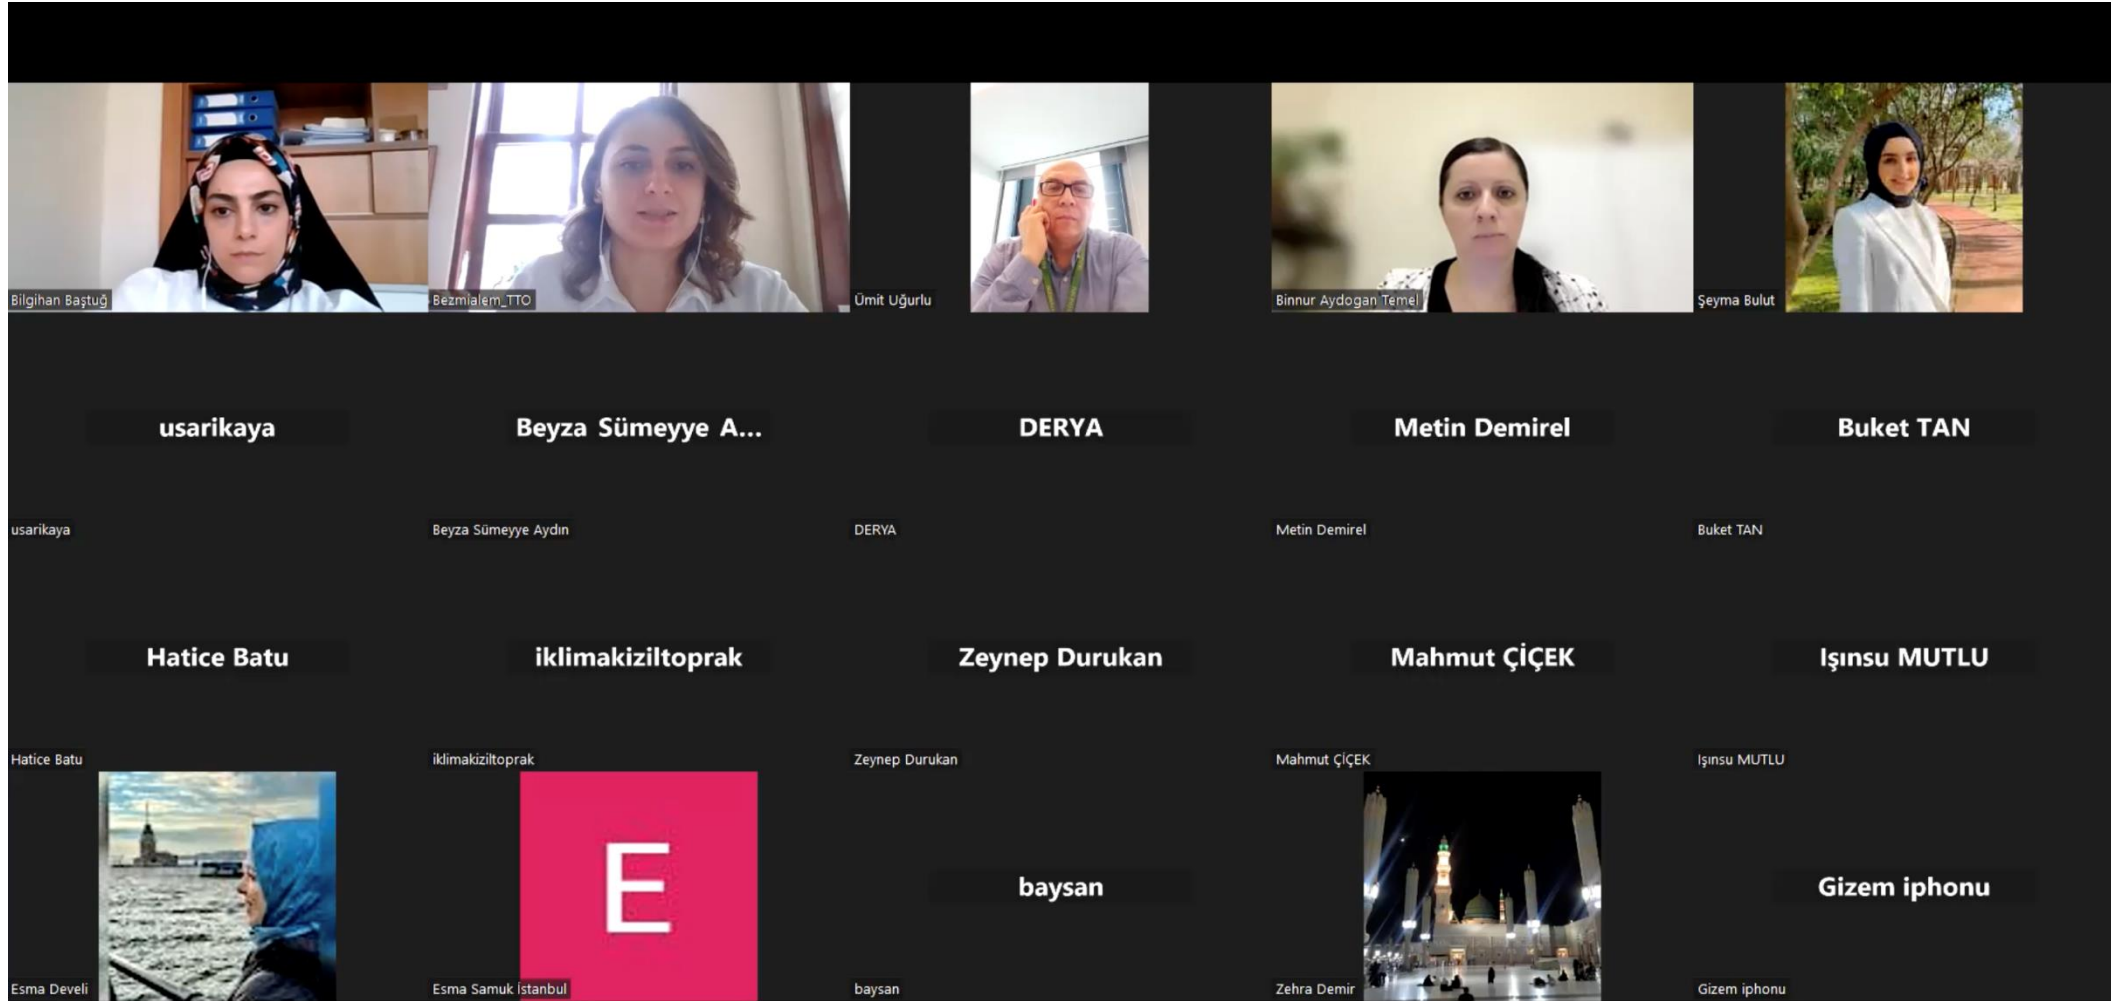 Bilgihan Baştuğ
Bezmialem_TTO
Ümit Uğurlu
Binnur Aydogan Temel
Şeyma Bulut
usarikaya
Beyza Sümeyye A...
DERYA
Metin Demirel
Buket TAN
usarikaya
Beyza Sümeyye Aydın
DERYA
Metin Demirel
Buket TAN
Hatice Batu
iklimakiziltoprak
Zeynep Durukan
Mahmut ÇİÇEK
Işınsu MUTLU
Hatice Batu
iklimakiziltoprak
Zeynep Durukan
Mahmut ÇİÇEK
Işınsu MUTLU
E
baysan
Gizem iphonu
Esma Develi
Esma Samuk İstanbul
baysan
Zehra Demir
Gizem iphonu